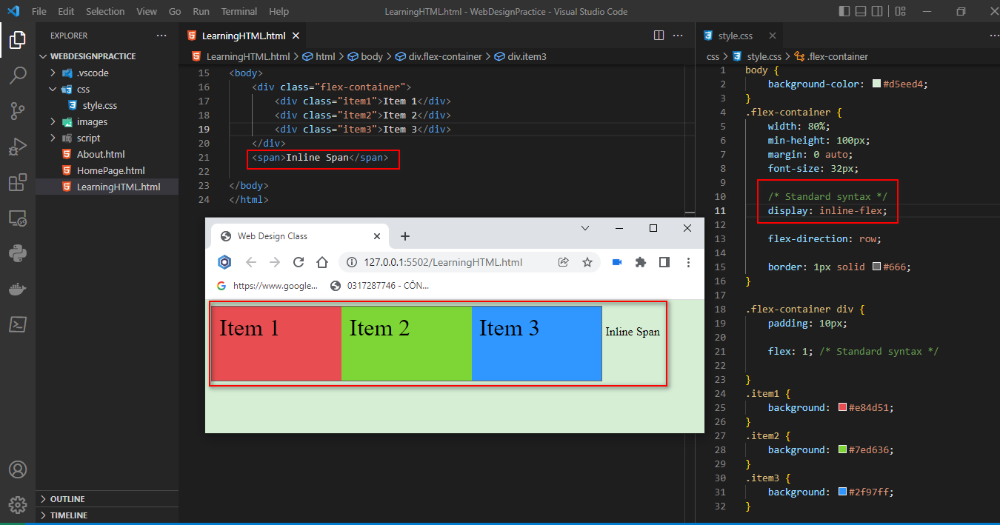 File Edit Selection View Go Run Terminal Help
LearningHTML.html - WebDesignPractice - Visual Studio Code
EXPLORER
WEBDESIGNPRACTICE
.vscode
css
style.css
images
script
About.html
HomePage.html
LearningHTML.html
OUTLINE
TIMELINE
LearningHTML.html
LearningHTML.html > html > body > div.flex-container > div.item3
15 <body>
16 <div class="flex-container">
17 <div class="item1">Item 1</div>
18 <div class="item2">Item 2</div>
19 <div class="item3">Item 3</div>
20 </div>
21 <span>Inline Span</span>
22
23 </body>
24 </html>
Web Design Class
127.0.0.1:5502/LearningHTML.html
https://www.google... 0317287746 - CÔN...
Item 1 Item 2 Item 3 Inline Span
style.css
css > style.css > .flex-container
1 body {
2 background-color: #d5eed4;
3 }
4 .flex-container {
5 width: 80%;
6 min-height: 100px;
7 margin: 0 auto;
8 font-size: 32px;
9
10 /* Standard syntax */
11 display: inline-flex;
12
13 flex-direction: row;
14
15 border: 1px solid #666;
16 }
17
18 .flex-container div {
19 padding: 10px;
20
21 flex: 1; /* Standard syntax */
22
23 }
24 .item1 {
25 background: #e84d51;
26 }
27 .item2 {
28 background: #7ed636;
29 }
30 .item3 {
31 background: #2f97ff;
32 }